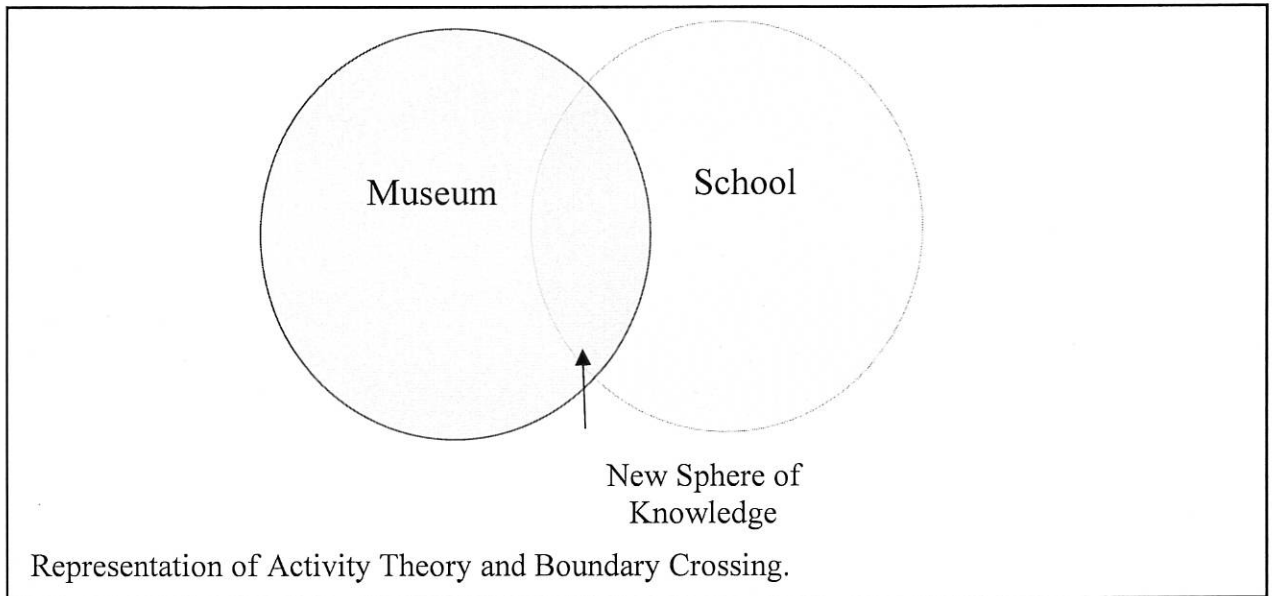 Museum
School
New Sphere of
Knowledge
Representation of Activity Theory and Boundary Crossing.